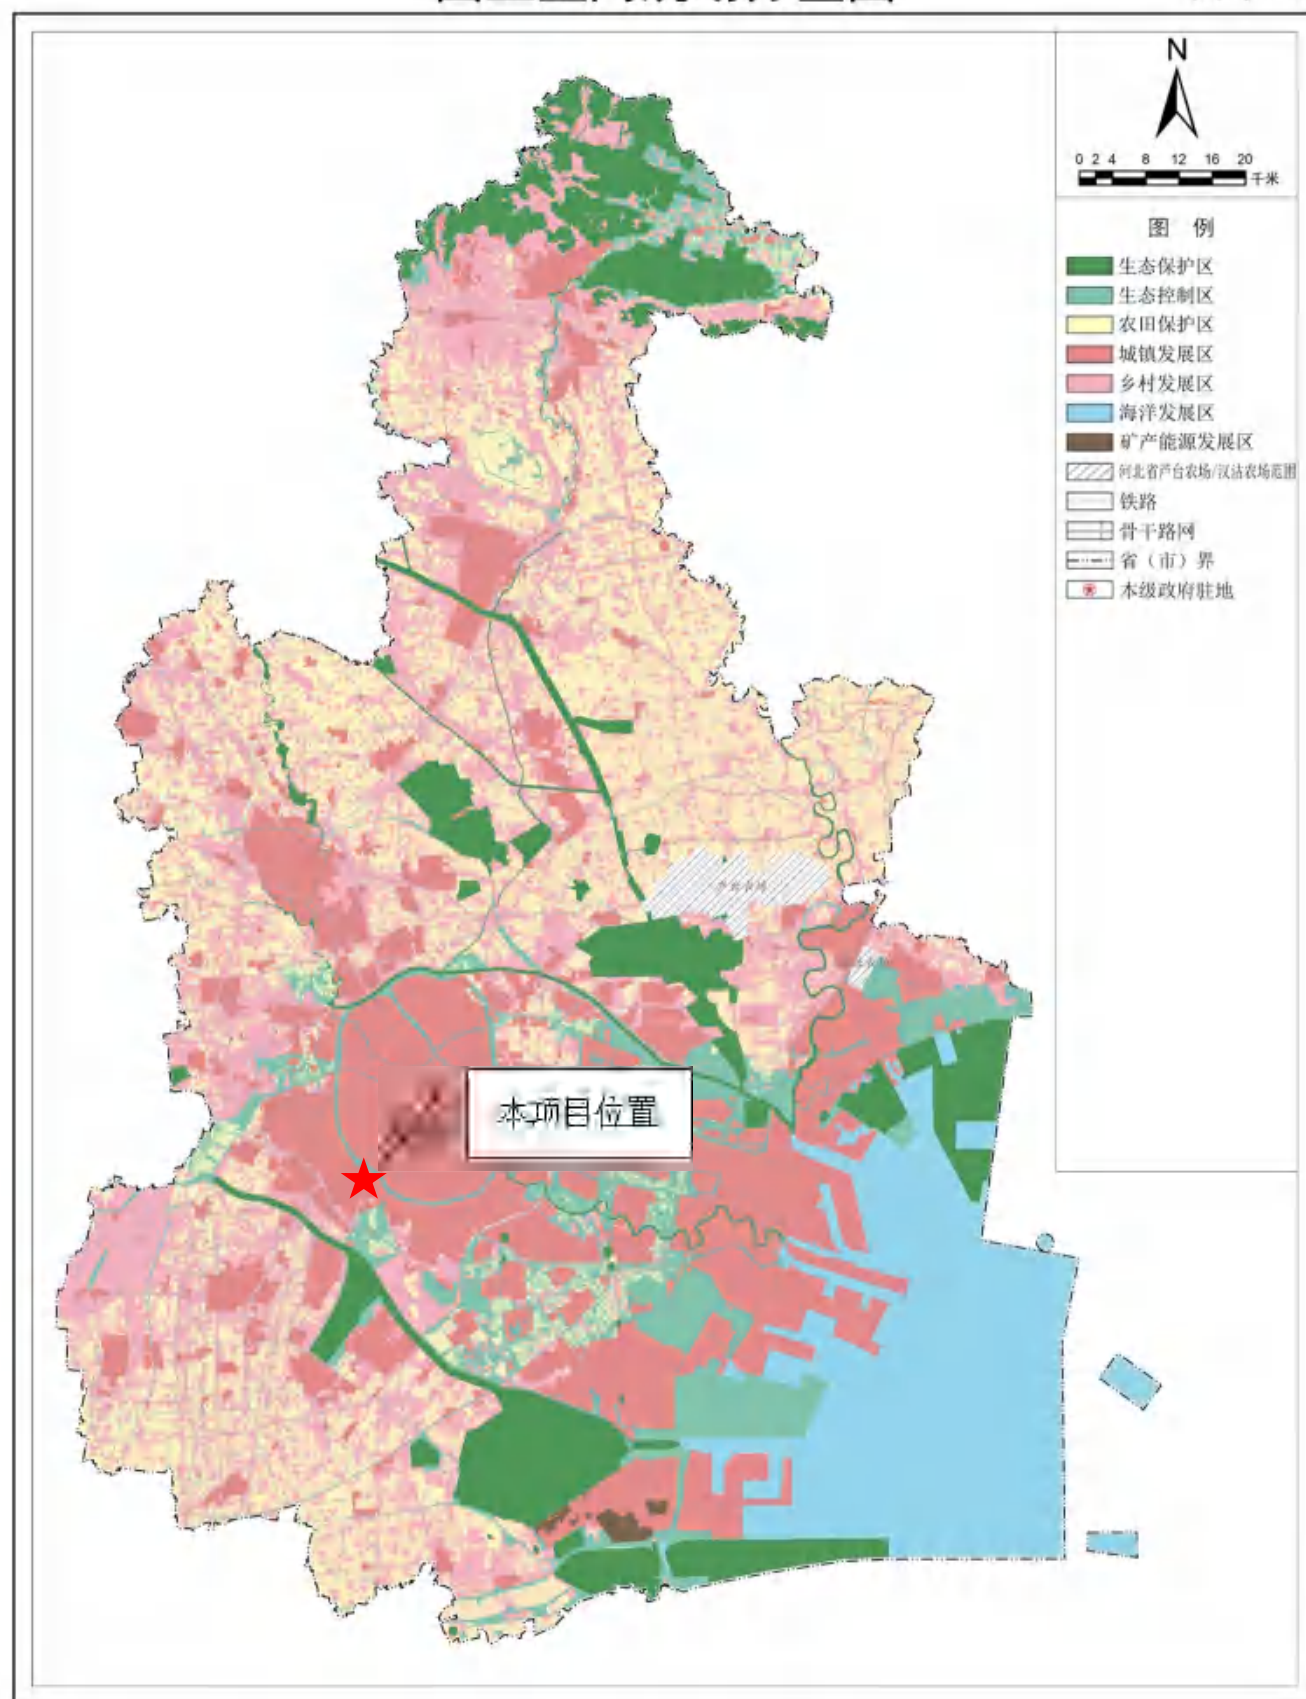 N
0 2 4 8 12 16 20
千米
图 例
生态保护区
生态控制区
农田保护区
城镇发展区
乡村发展区
海洋发展区
矿产能源发展区
河北省芦台农场/汉沽农场范围
铁路
骨干路网
省（市）界
本级政府驻地
本项目位置